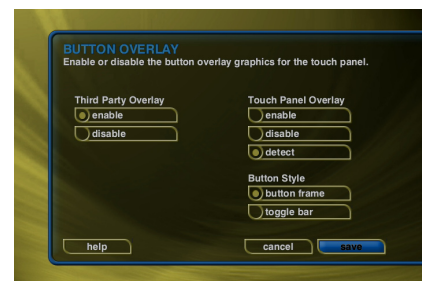 BUTTON OVERLAY
Enable or disable the button overlay graphics for the touch panel.
Third Party Overlay
enable
disable
Touch Panel Overlay
enable
disable
detect
Button Style
button frame
toggle bar
help
cancel
save